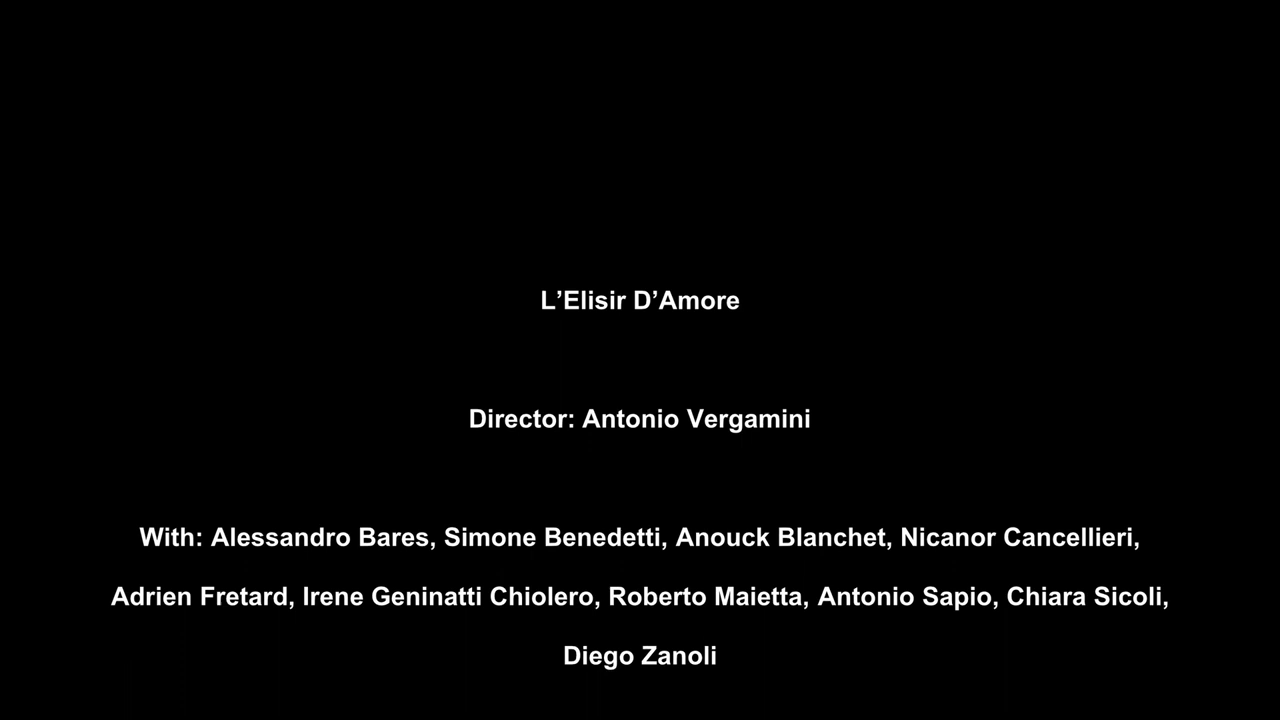 L’Elisir D’Amore
Director: Antonio Vergamini
With: Alessandro Bares, Simone Benedetti, Anouck Blanchet, Nicanor Cancellieri,
Adrien Fretard, Irene Geninatti Chiolero, Roberto Maietta, Antonio Sapio, Chiara Sicoli,
Diego Zanoli